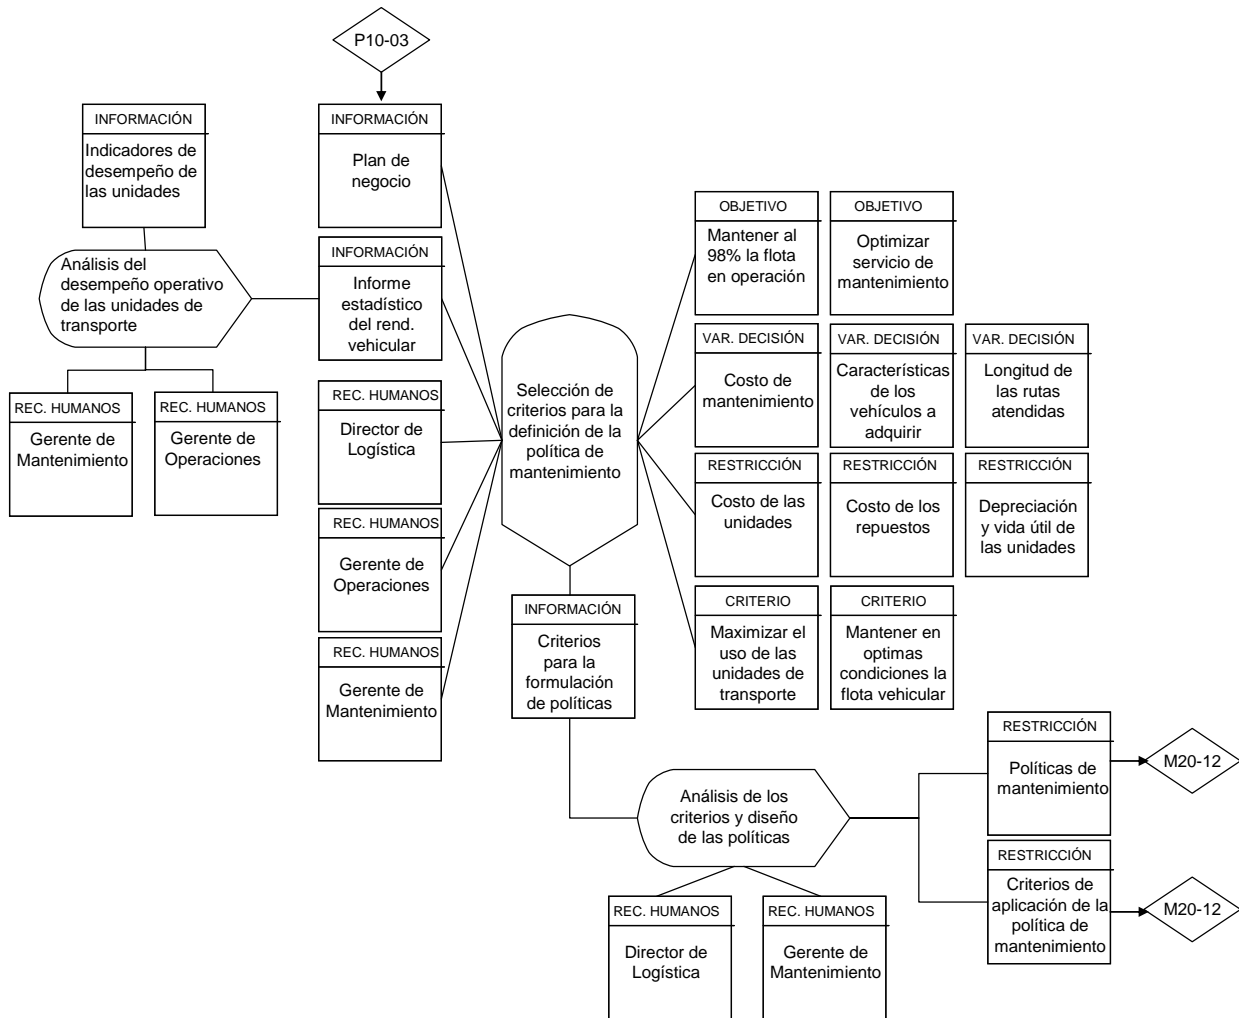 P10-03
INFORMACIÓN
Indicadores de
desempeño de
las unidades
INFORMACIÓN
Plan de
negocio
Análisis del
desempeño operativo
de las unidades de
transporte
INFORMACIÓN
Informe
estadístico
del rend.
vehicular
REC. HUMANOS
Gerente de
Mantenimiento
REC. HUMANOS
Gerente de
Operaciones
REC. HUMANOS
Director de
Logística
REC. HUMANOS
Gerente de
Operaciones
REC. HUMANOS
Gerente de
Mantenimiento
Selección de
criterios para la
definición de la
política de
mantenimiento
OBJETIVO
Mantener al
98% la flota
en operación
OBJETIVO
Optimizar
servicio de
mantenimiento
VAR. DECISIÓN
Costo de
mantenimiento
VAR. DECISIÓN
Características
de los
vehículos a
adquirir
VAR. DECISIÓN
Longitud de
las rutas
atendidas
RESTRICCIÓN
Costo de las
unidades
RESTRICCIÓN
Costo de los
repuestos
RESTRICCIÓN
Depreciación
y vida útil de
las unidades
CRITERIO
Maximizar el
uso de las
unidades de
transporte
CRITERIO
Mantener en
optimas
condiciones la
flota vehicular
INFORMACIÓN
Criterios
para la
formulación
de políticas
Análisis de los
criterios y diseño
de las políticas
REC. HUMANOS
Director de
Logística
REC. HUMANOS
Gerente de
Mantenimiento
RESTRICCIÓN
Políticas de
mantenimiento
M20-12
RESTRICCIÓN
Criterios de
aplicación de la
política de
mantenimiento
M20-12